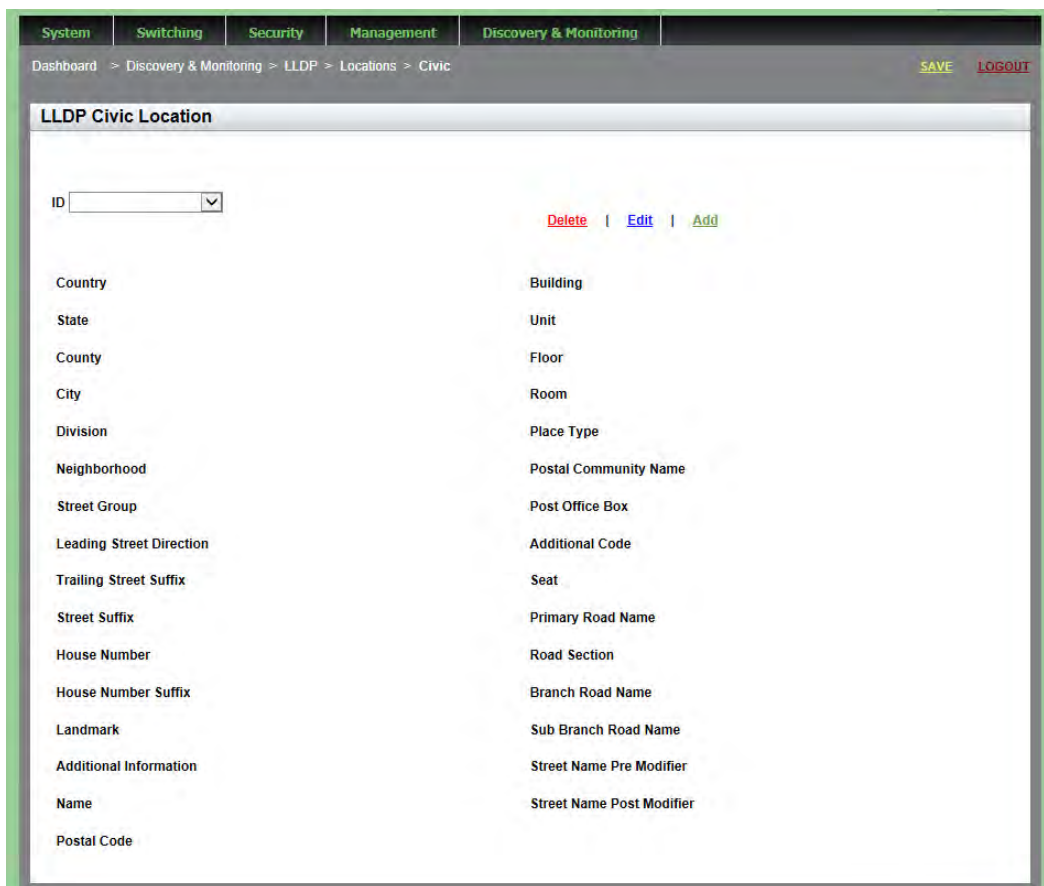 System Switching Security Management Discovery & Monitoring
Dashboard > Discovery & Monitoring > LLDP > Locations > Civic SAVE LOGOUT
LLDP Civic Location
ID
Delete | Edit | Add
Country Building
State Unit
County Floor
City Room
Division Place Type
Neighborhood Postal Community Name
Street Group Post Office Box
Leading Street Direction Additional Code
Trailing Street Suffix Seat
Street Suffix Primary Road Name
House Number Road Section
House Number Suffix Branch Road Name
Landmark Sub Branch Road Name
Additional Information Street Name Pre Modifier
Name Street Name Post Modifier
Postal Code